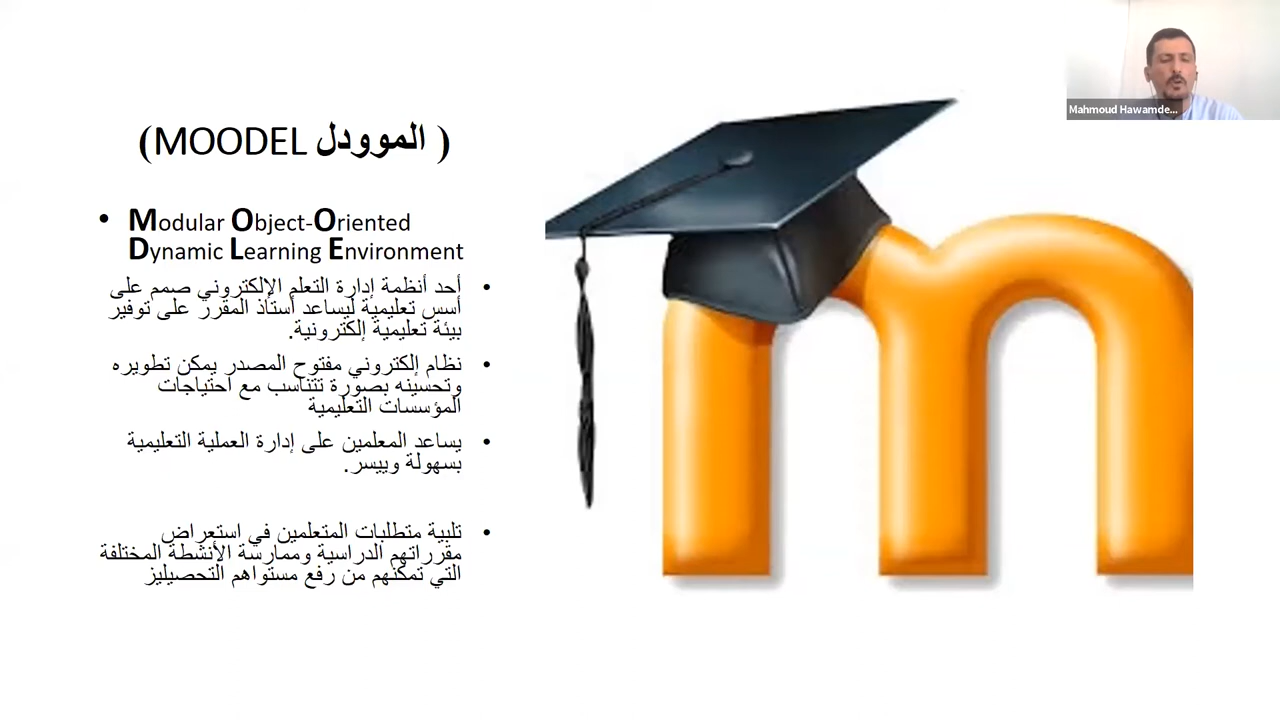 ( الموودل MOODEL)
Modular Object-Oriented
Dynamic Learning Environment
أحد أنظمة إدارة التعلم الإلكتروني صمم على
أسس تعليمية ليساعد أستاذ المقرر على توفير
بيئة تعليمية إلكترونية.
نظام إلكتروني مفتوح المصدر يمكن تطويره
وتحسينه بصورة تتناسب مع احتياجات
المؤسسات التعليمية
يساعد المعلمين على إدارة العملية التعليمية
بسهولة وييسر.
تلبية متطلبات المتعلمين في استعراض
مقرراتهم الدراسية وممارسة الأنشطة المختلفة
التي تمكنهم من رفع مستواهم التحصيليز
m
Mahmoud Hawamde...